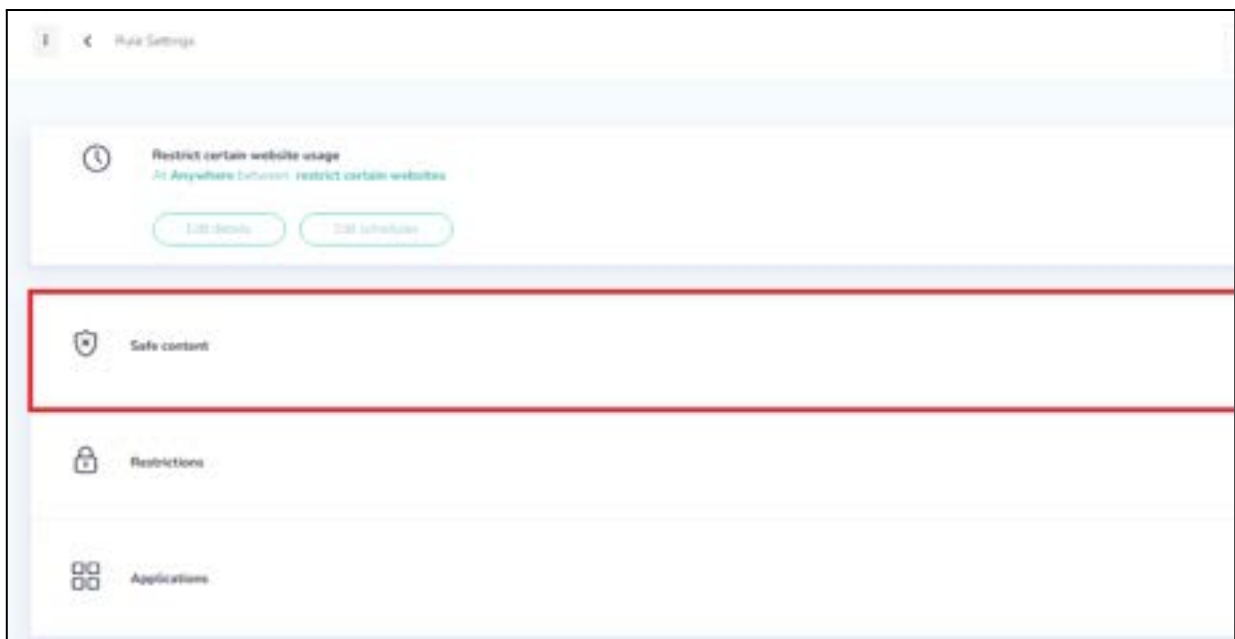 Rule Settings
Restrict certain website usage
At Anywhere between restrict certain websites
Edit details
Edit schedules
Safe content
Restrictions
Applications